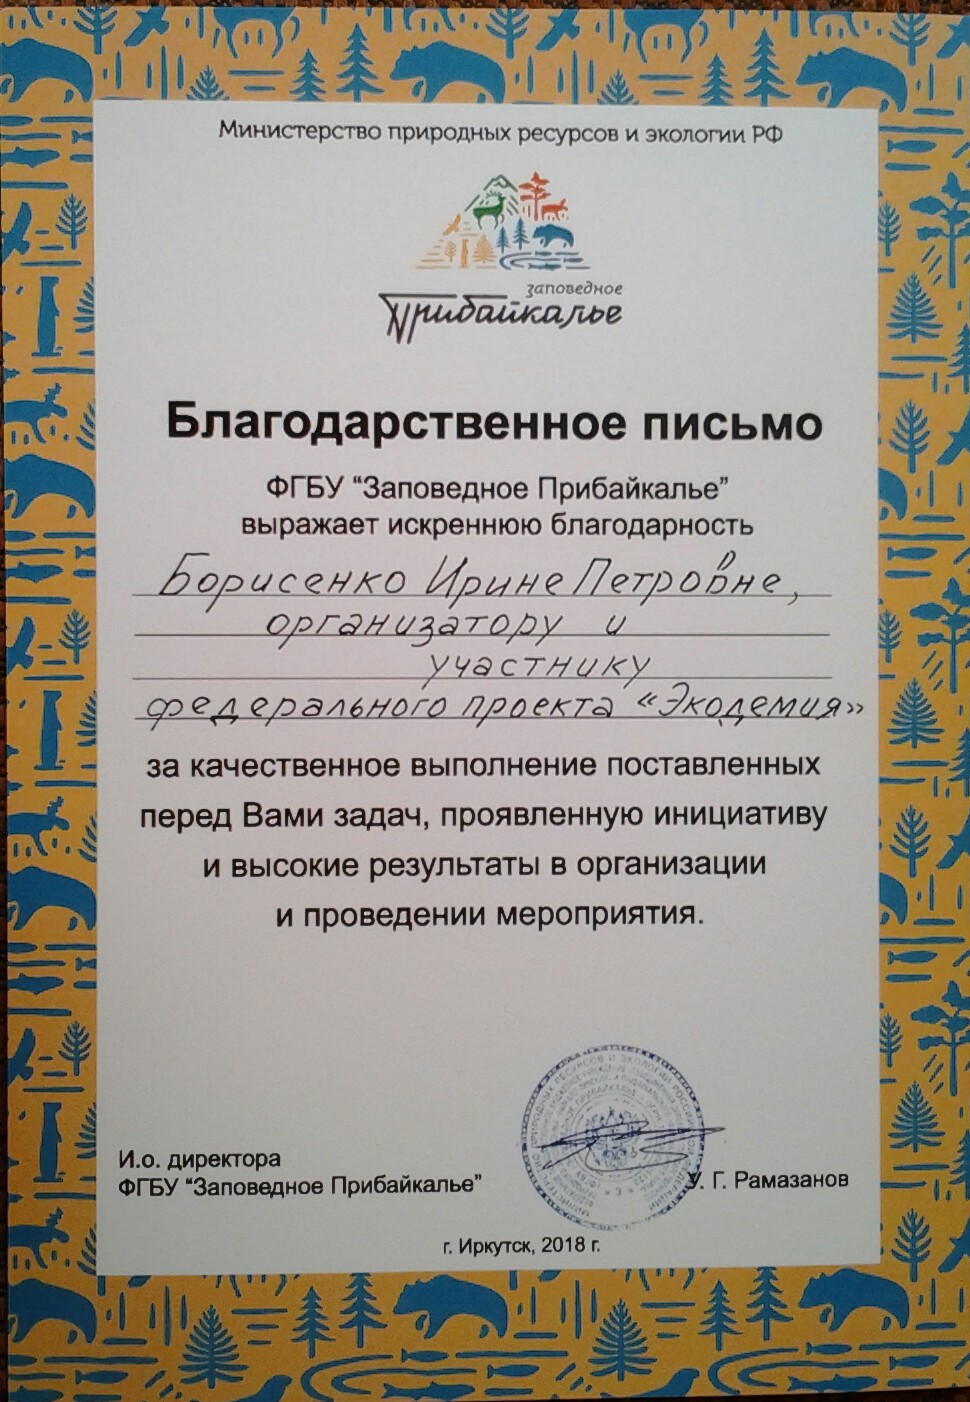 Министерство природных ресурсов и экологии РФ
заповедное
Прибайкалье
Благодарственное письмо
ФГБУ “Заповедное Прибайкалье”
выражает искреннюю благодарность
Борисенко Ирине Петровне,
организатору и
участнику
федерального проекта «Экодемия»
за качественное выполнение поставленных
перед Вами задач, проявленную инициативу
и высокие результаты в организации
и проведении мероприятия.
И.о. директора
ФГБУ “Заповедное Прибайкалье”
У. Г. Рамазанов
г. Иркутск, 2018 г.